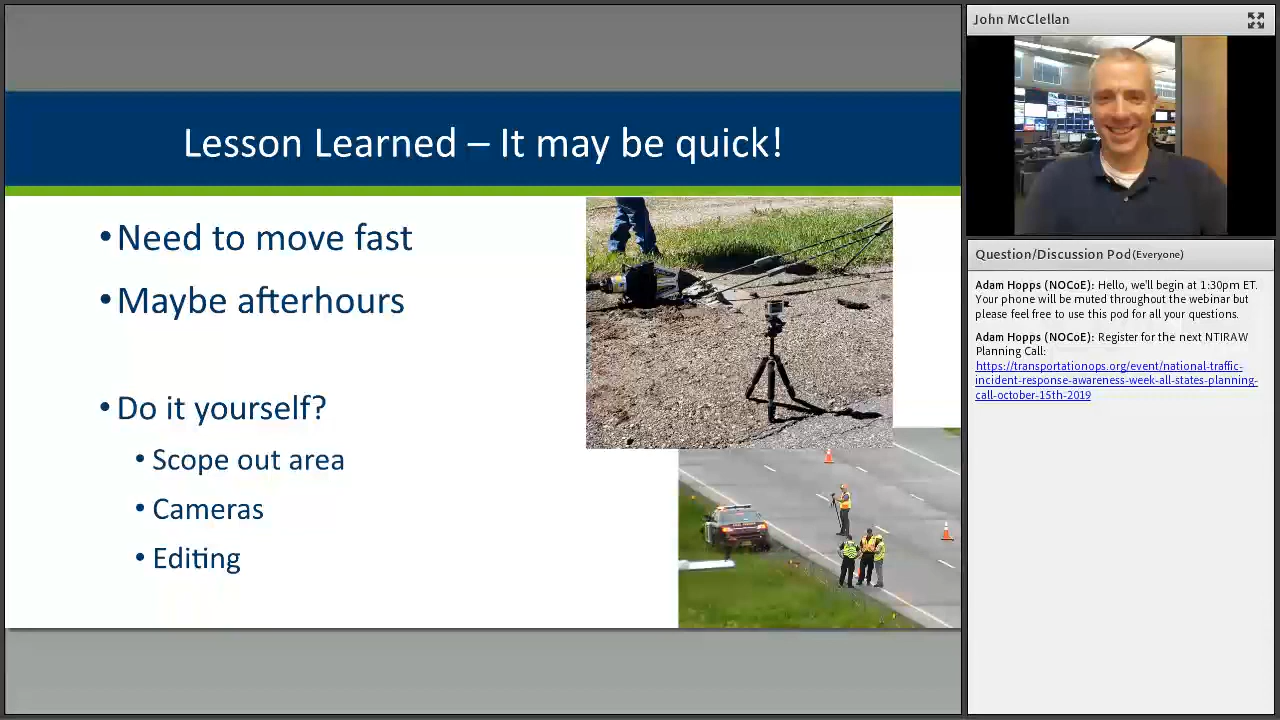 Lesson Learned – It may be quick!
• Need to move fast
• Maybe afterhours
• Do it yourself?
• Scope out area
• Cameras
• Editing
John McClellan
Question/Discussion Pod(Everyone)
Adam Hopps (NOCoE): Hello, we'll begin at 1:30pm ET.
Your phone will be muted throughout the webinar but
please feel free to use this pod for all your questions.
Adam Hopps (NOCoE): Register for the next NTIRAW
Planning Call:
https://transportationops.org/event/national-traffic-
incident-response-awareness-week-all-states-planning-
call-october-15th-2019